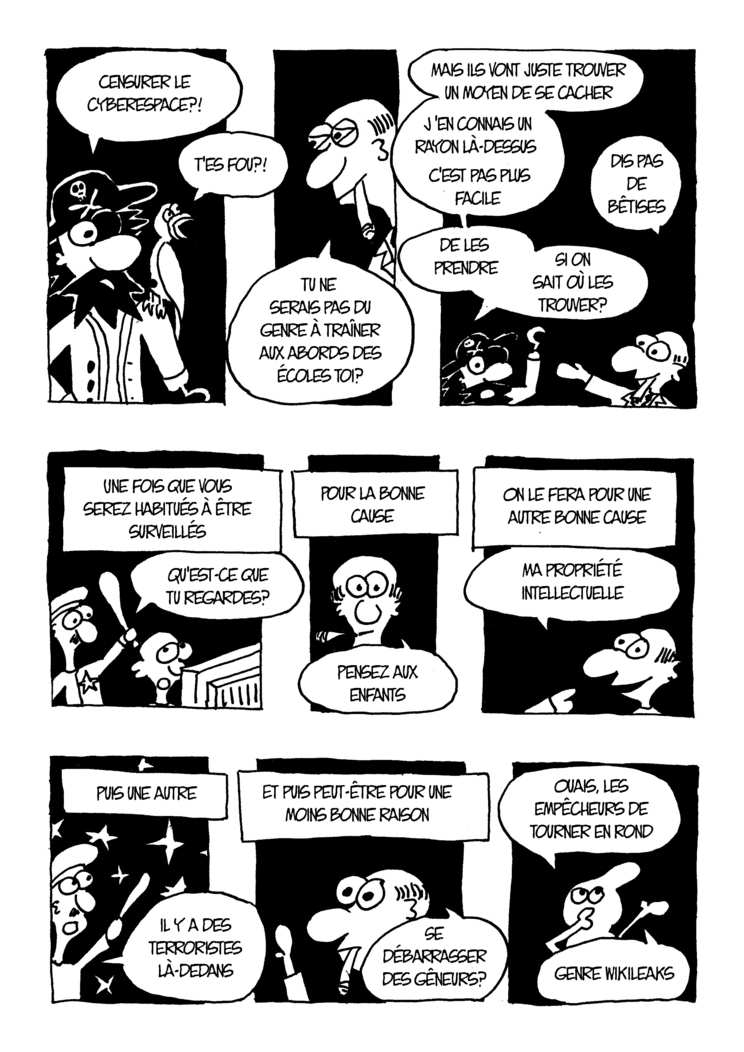 CENSURER LE
CYBERESPACE?!
T'ES FOU?!
TU NE
SERAIS PAS DU
GENRE À TRAÎNER
AUX ABORDS DES
ÉCOLES TOI?
MAIS ILS VONT JUSTE TROUVER
UN MOYEN DE SE CACHER
J'EN CONNAIS UN
RAYON LÀ-DESSUS
C'EST PAS PLUS
FACILE
DE LES
PRENDRE
SI ON
SAIT OÙ LES
TROUVER?
DIS PAS
DE
BÊTISES
UNE FOIS QUE VOUS
SEREZ HABITUÉS À ÊTRE
SURVEILLÉS
QU'EST-CE QUE
TU REGARDES?
POUR LA BONNE
CAUSE
PENSEZ AUX
ENFANTS
ON LE FERA POUR UNE
AUTRE BONNE CAUSE
MA PROPRIÉTÉ
INTELLECTUELLE
PUIS UNE AUTRE
IL Y A DES
TERRORISTES
LÀ-DEDANS
ET PUIS PEUT-ÊTRE POUR UNE
MOINS BONNE RAISON
SE
DÉBARRASSER
DES GÊNEURS?
OUAIS, LES
EMPÊCHEURS DE
TOURNER EN ROND
GENRE WIKILEAKS